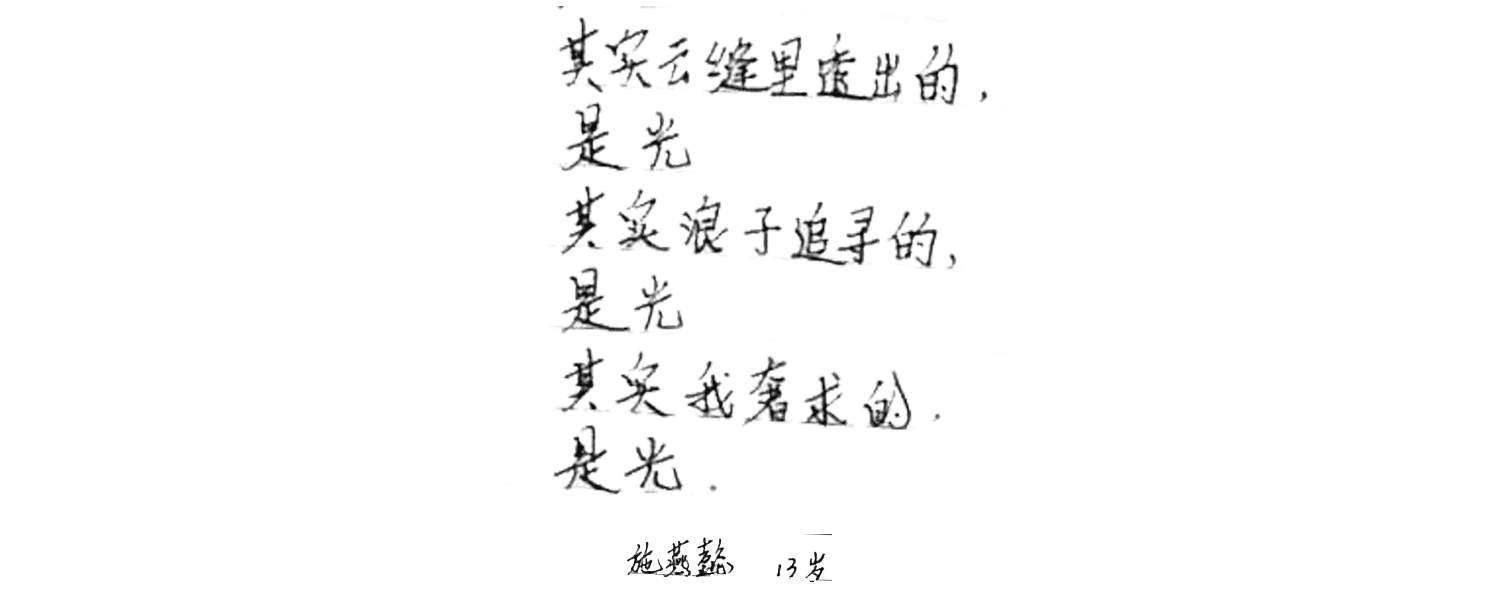 其实云缝里透出的,
是光
其实浪子追寻的,
是光
其实我奢求的.
是光.
施燕懿 13岁